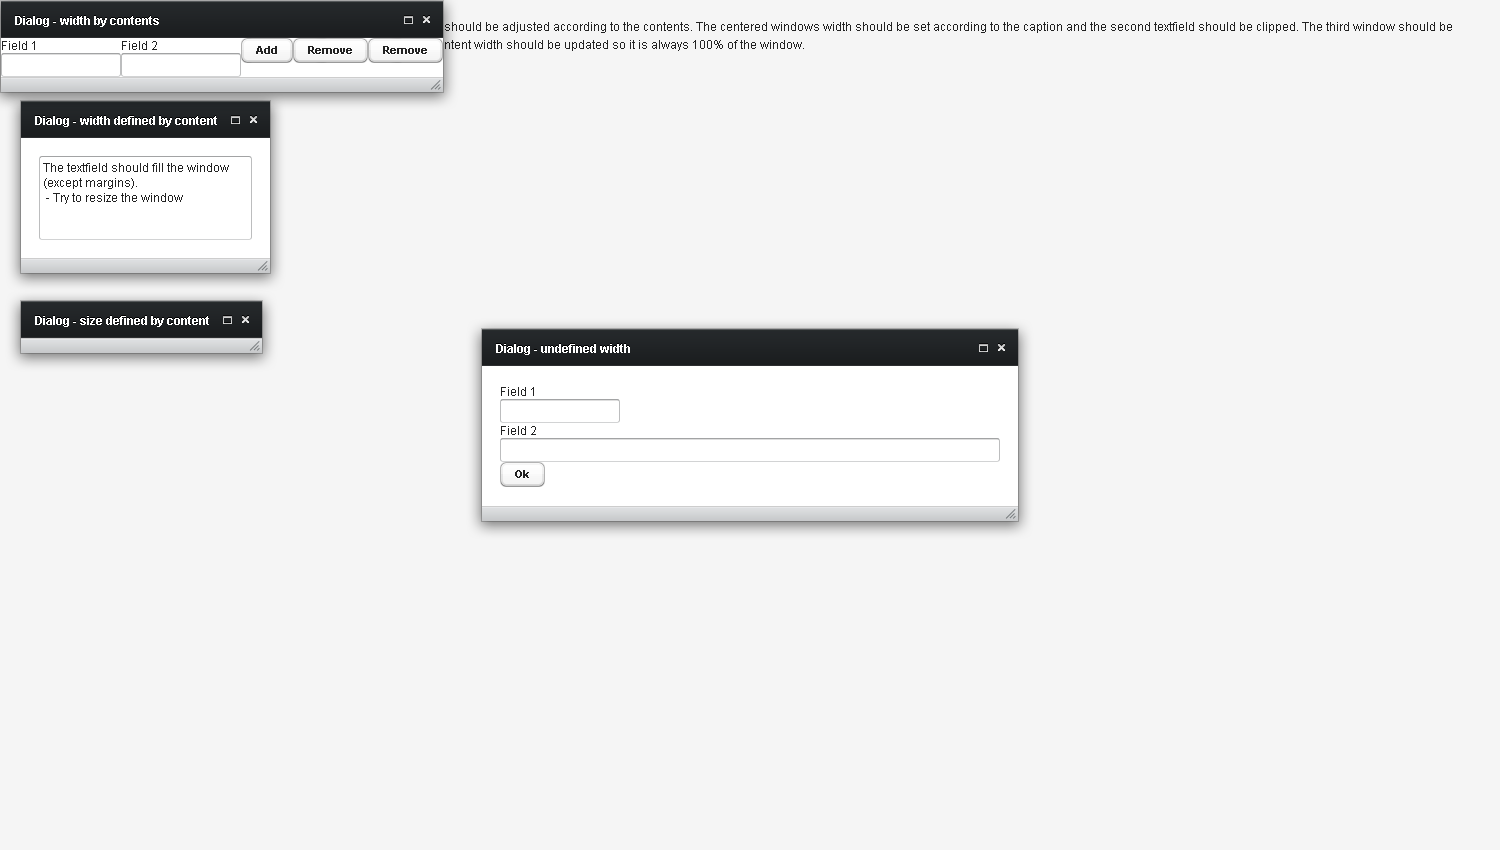 Dialog - width by contents
should be adjusted according to the contents. The centered windows width should be set according to the caption and the second textfield should be clipped. The third window should be
Field 1 Field 2 Add Remove Remove
ntent width should be updated so it is always 100% of the window.
Dialog - width defined by content
The textfield should fill the window
(except margins).
- Try to resize the window
Dialog - size defined by content
Dialog - undefined width
Field 1
Field 2
Ok